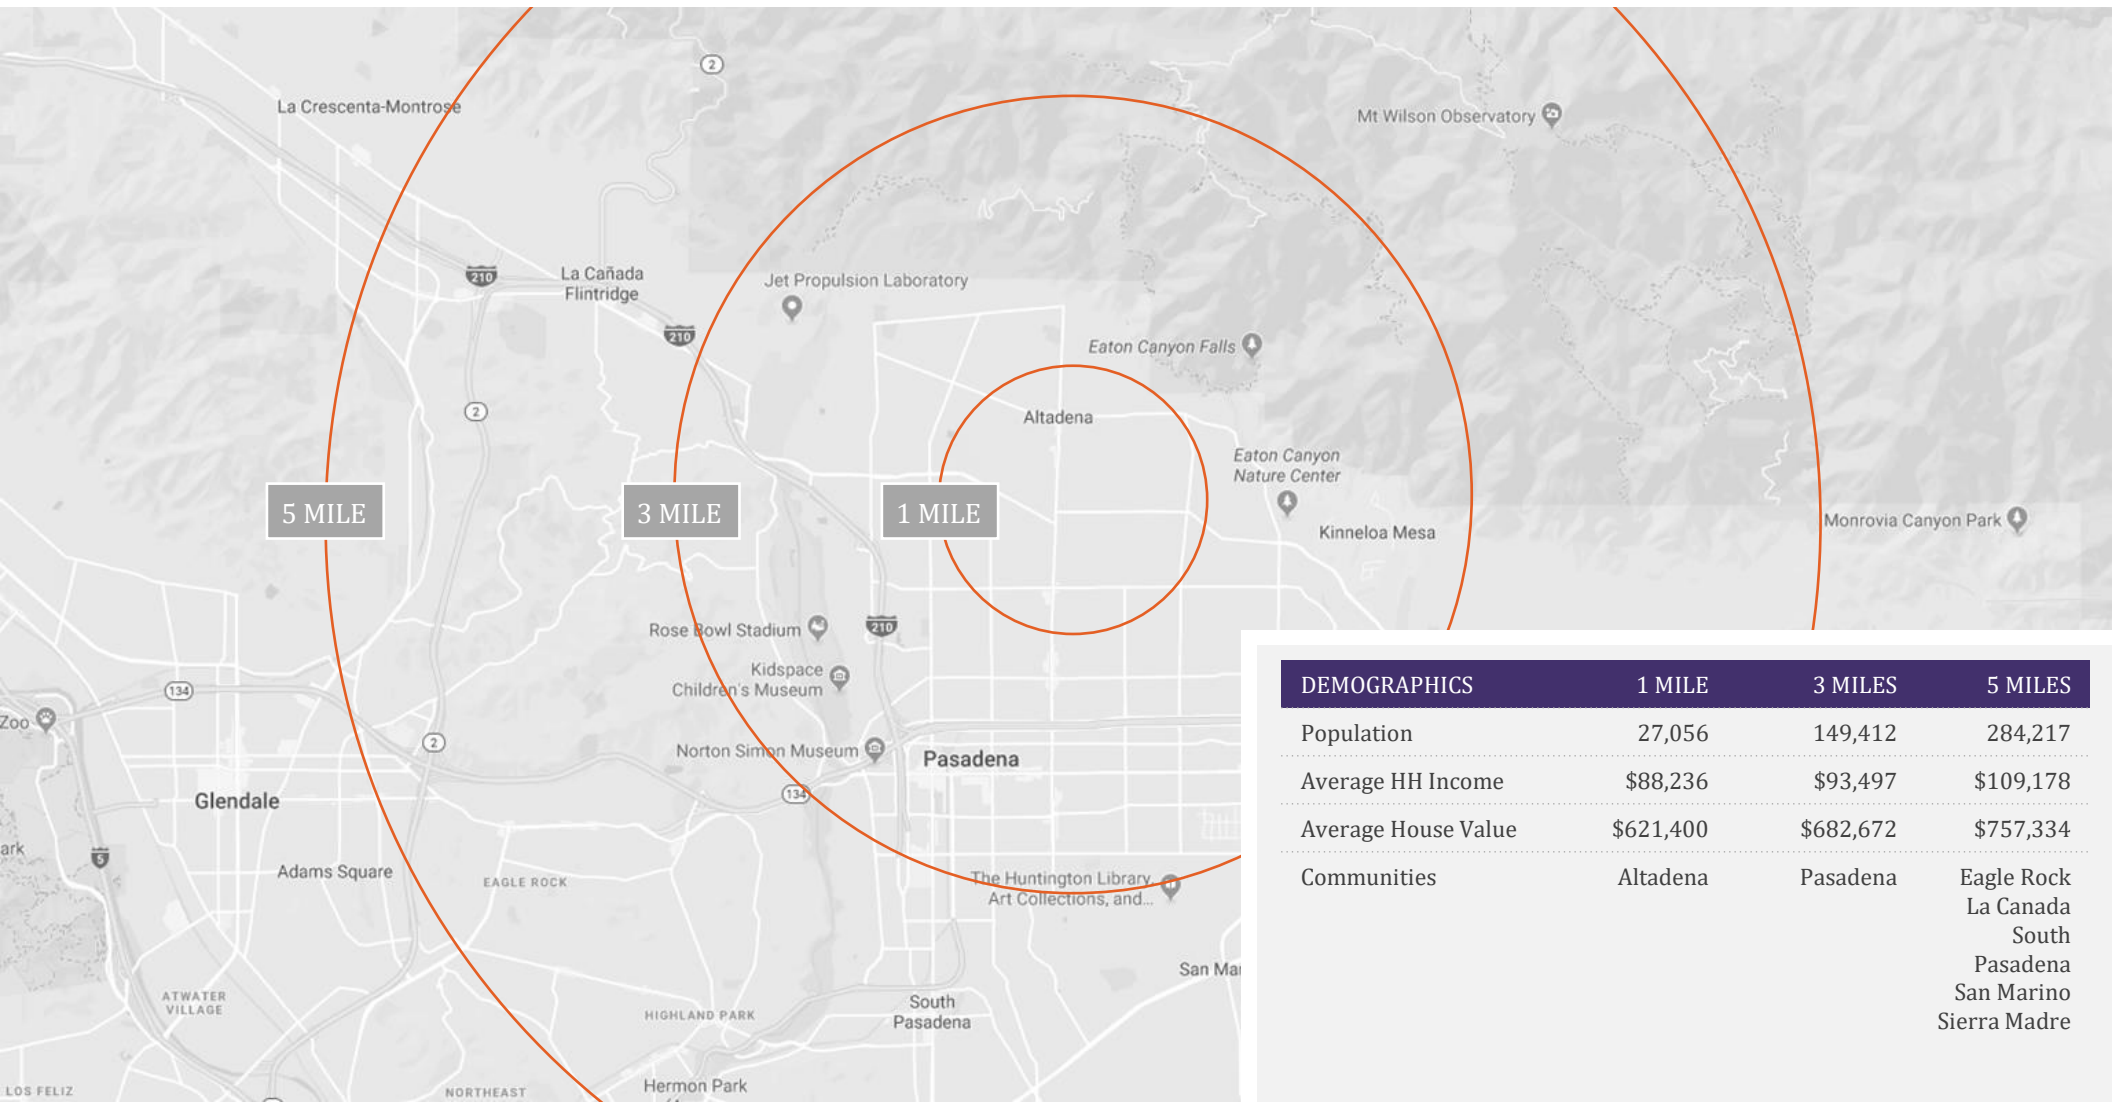 2
La Crescenta-Montrose
Mt Wilson Observatory
210
La Cañada
Flintridge
Jet Propulsion Laboratory
210
Eaton Canyon Falls
2
Altadena
Eaton Canyon
Nature Center
5 MILE
3 MILE
1 MILE
Kinneloa Mesa
Monrovia Canyon Park
Rose Bowl Stadium
210
Kidspace
Children's Museum
134
Zoo
2
Norton Simon Museum
Pasadena
134
Glendale
ark
5
Adams Square
EAGLE ROCK
The Huntington Library,
Art Collections, and...
San Mar
ATWATER
VILLAGE
HIGHLAND PARK
South
Pasadena
LOS FELIZ
NORTHEAST
Hermon Park
DEMOGRAPHICS 1 MILE 3 MILES 5 MILES
Population 27,056 149,412 284,217
Average HH Income $88,236 $93,497 $109,178
Average House Value $621,400 $682,672 $757,334
Communities Altadena Pasadena Eagle Rock
La Canada
South
Pasadena
San Marino
Sierra Madre